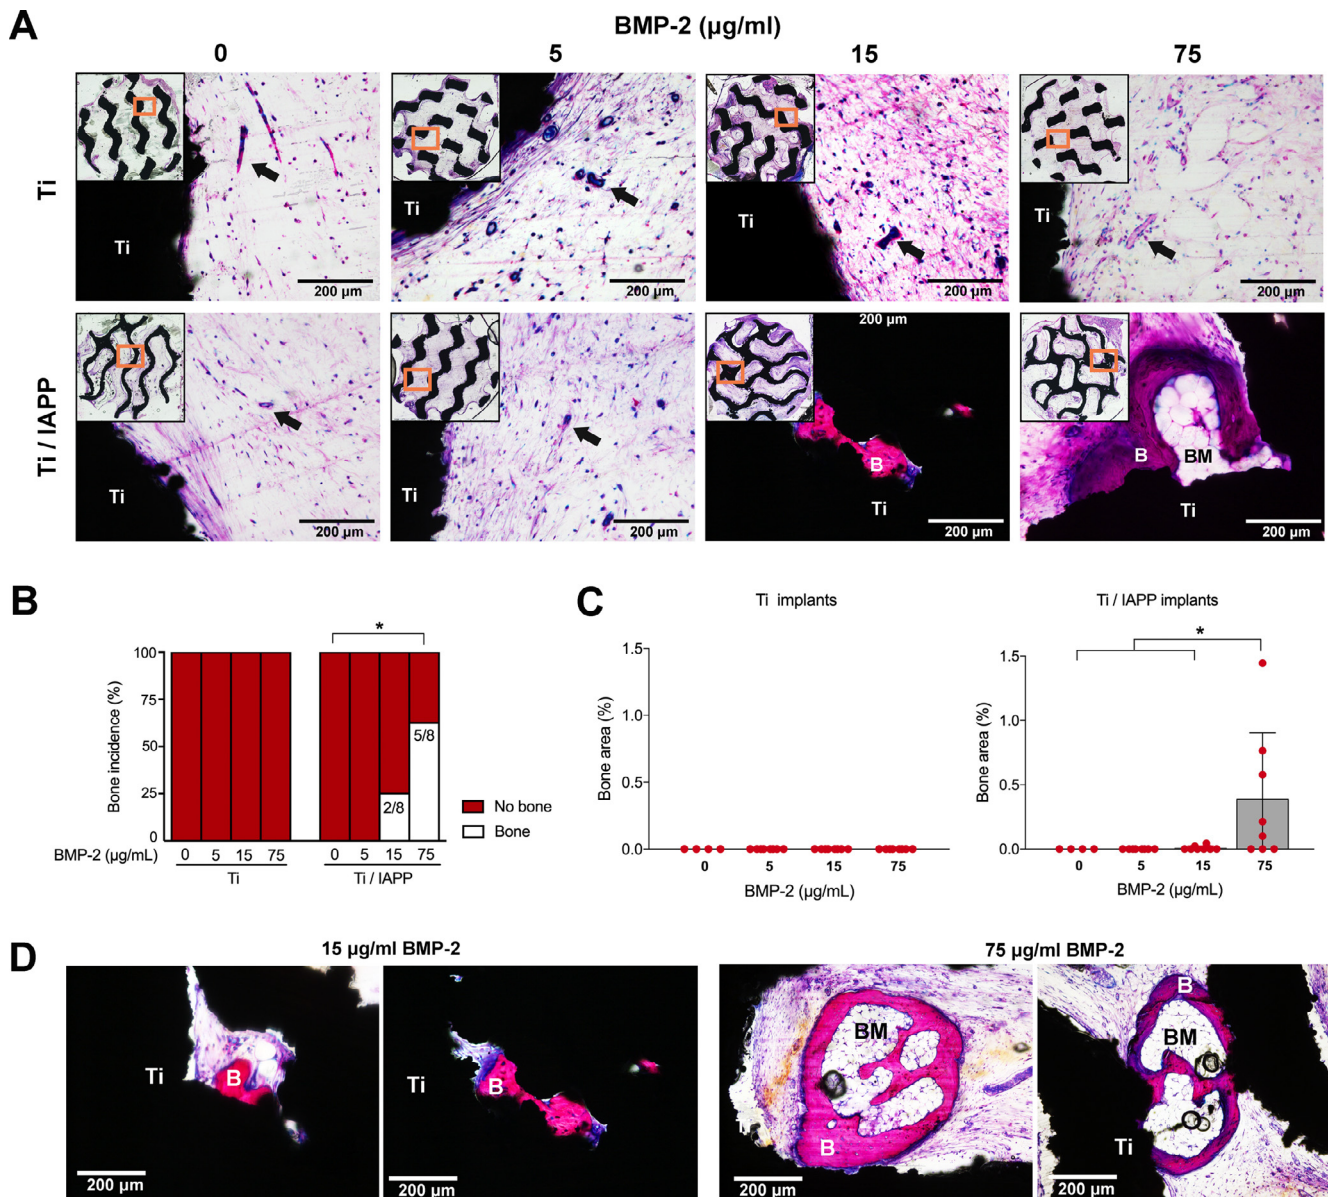 A
BMP-2 (µg/ml)
0 5 15 75
Ti
Ti Ti Ti
200 µm 200 µm 200 µm 200 µm
Ti / IAPP
200 µm
B BM
B
Ti Ti Ti Ti
200 µm 200 µm 200 µm 200 µm
B
*
Bone incidence (%)
100
75
50
25
0
5/8
2/8
No bone
Bone
BMP-2 (µg/mL) 0 5 15 75 0 5 15 75
Ti Ti / IAPP
C
Ti implants
Bone area (%)
1.5
1.0
0.5
0.0
0 5 15 75
BMP-2 (µg/mL)
Ti / IAPP implants
*
Bone area (%)
1.5
1.0
0.5
0.0
0 5 15 75
BMP-2 (µg/mL)
D
15 µg/ml BMP-2
75 µg/ml BMP-2
Ti B
200 µm
Ti B
200 µm
BM
B
200 µm
B
BM
Ti
200 µm